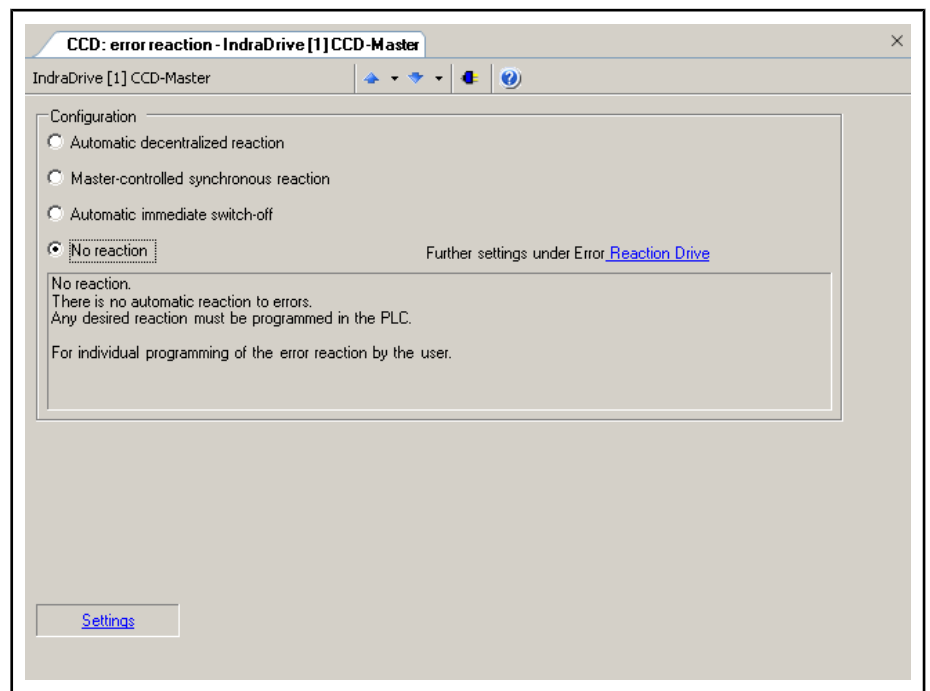 CCD: error reaction - IndraDrive [1] CCD-Master
IndraDrive [1] CCD-Master
Configuration
Automatic decentralized reaction
Master-controlled synchronous reaction
Automatic immediate switch-off
No reaction
Further settings under Error Reaction Drive
No reaction.
There is no automatic reaction to errors.
Any desired reaction must be programmed in the PLC.
For individual programming of the error reaction by the user.
Settings